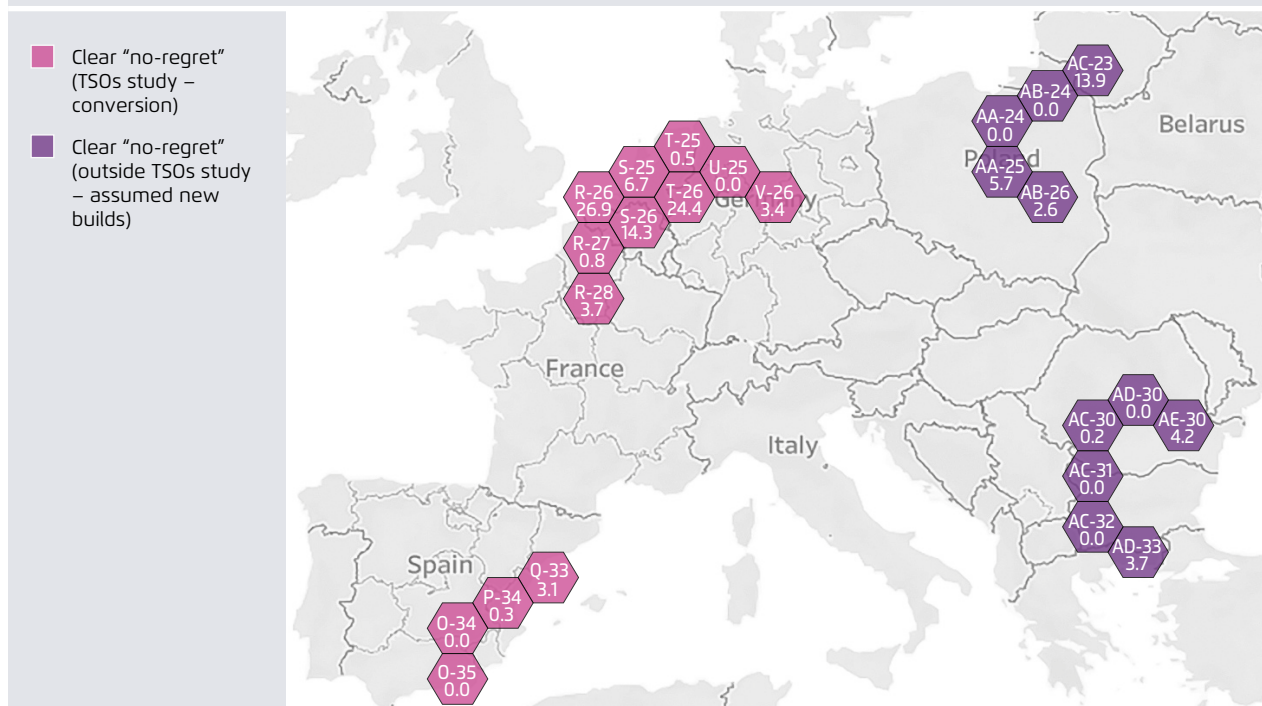 Clear “no-regret”
(TSOs study –
conversion)
Clear “no-regret”
(outside TSOs study
– assumed new
builds)
AC-23
13.9
AB-24
0.0
AA-24
0.0
Belarus
Poland
AA-25
5.7
AB-26
2.6
T-25
0.5
S-25
6.7
U-25
0.0
R-26
26.9
T-26
24.4
Germany
V-26
3.4
S-26
14.3
R-27
0.8
R-28
3.7
France
Italy
AD-30
0.0
AC-30
0.2
AE-30
4.2
AC-31
0.0
AC-32
0.0
AD-33
3.7
Spain
Q-33
3.1
P-34
0.3
O-34
0.0
O-35
0.0